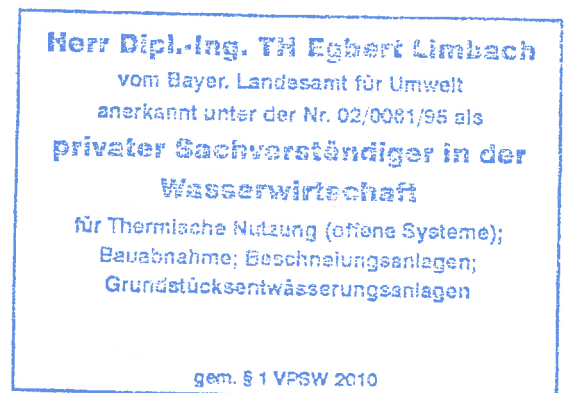 Herr Dipl.-Ing. TH Egbert Limbach
vom Bayer. Landesamt für Umwelt
anerkannt unter der Nr. 02/0081/95 als
privater Sachverständiger in der
Wasserwirtschaft
für Thermische Nutzung (offene Systeme);
Bauabnahme; Beschneiungsanlagen;
Grundstücksentwässerungsanlagen
gem. § 1 VPSW 2010